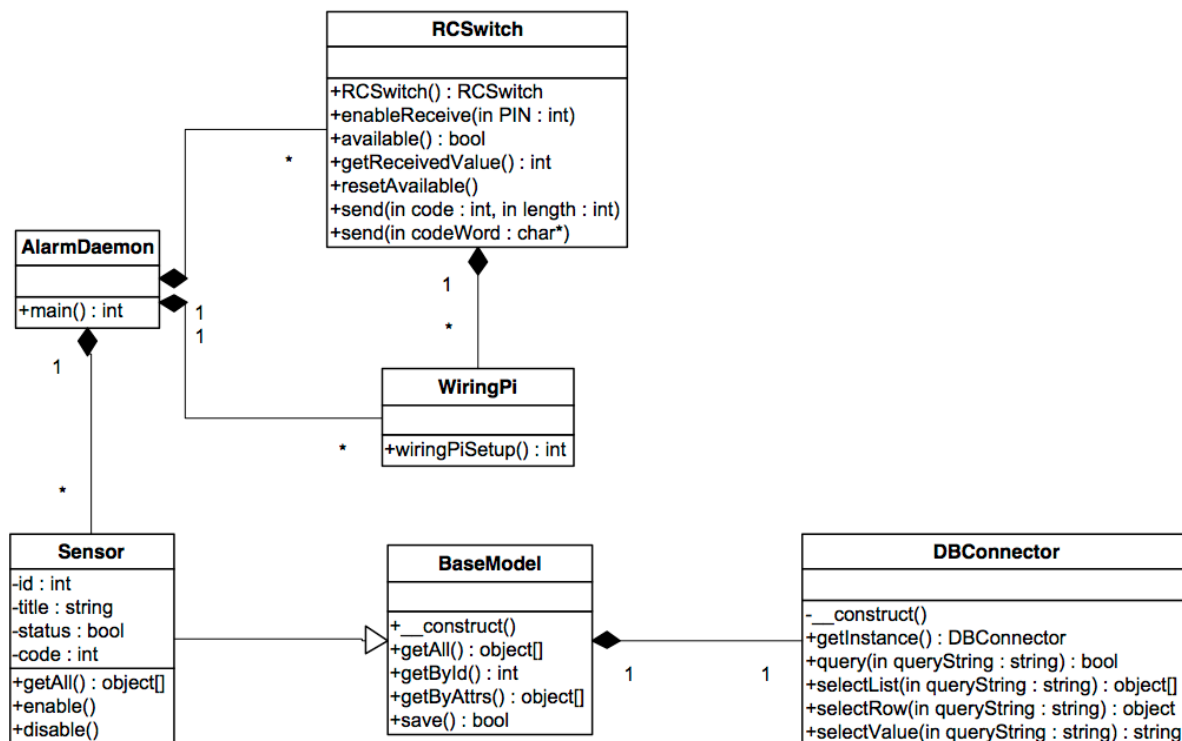 RCSwitch
+RCSwitch() : RCSwitch
+enableReceive(in PIN : int)
+available() : bool
+getReceivedValue() : int
+resetAvailable()
+send(in code : int, in length : int)
+send(in codeWord : char*)
*
AlarmDaemon
+main() : int
1
1
1
*
1
*
WiringPi
+wiringPiSetup() : int
*
Sensor
-id : int
-title : string
-status : bool
-code : int
+getAll() : object[]
+enable()
+disable()
BaseModel
+__construct()
+getAll() : object[]
+getById() : int
+getByAttrs() : object[]
+save() : bool
1
1
DBConnector
-__construct()
+getInstance() : DBConnector
+query(in queryString : string) : bool
+selectList(in queryString : string) : object[]
+selectRow(in queryString : string) : object
+selectValue(in queryString : string) : string